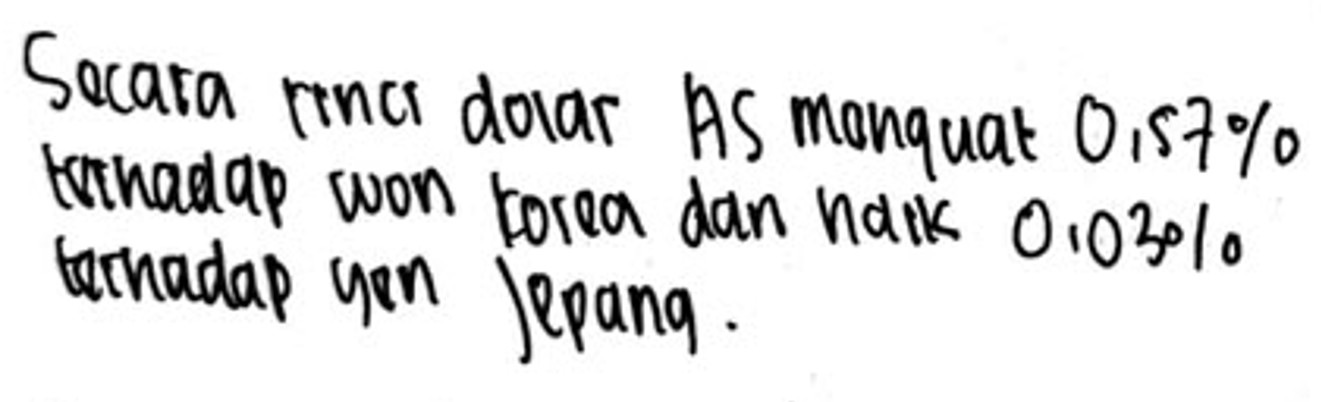 Secara rinci dolar AS menguat 0,57%
terhadap won korea dan naik 0,03%
terhadap yen Jepang.